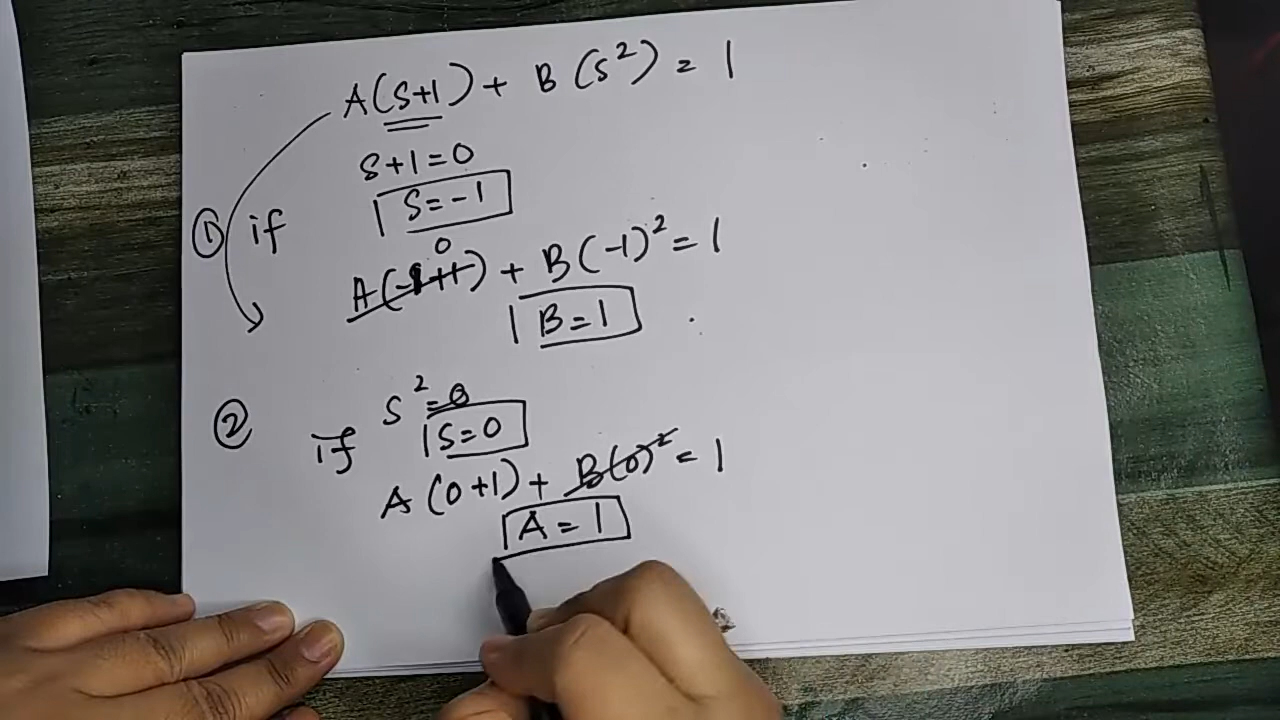 A(S+1) + B(S²) = 1
S+1=0
① if S=-1
0
A(-1+1) + B(-1)² = 1
B=1
② if S²=0
S=0
A(0+1) + B(0)² = 1
A = 1